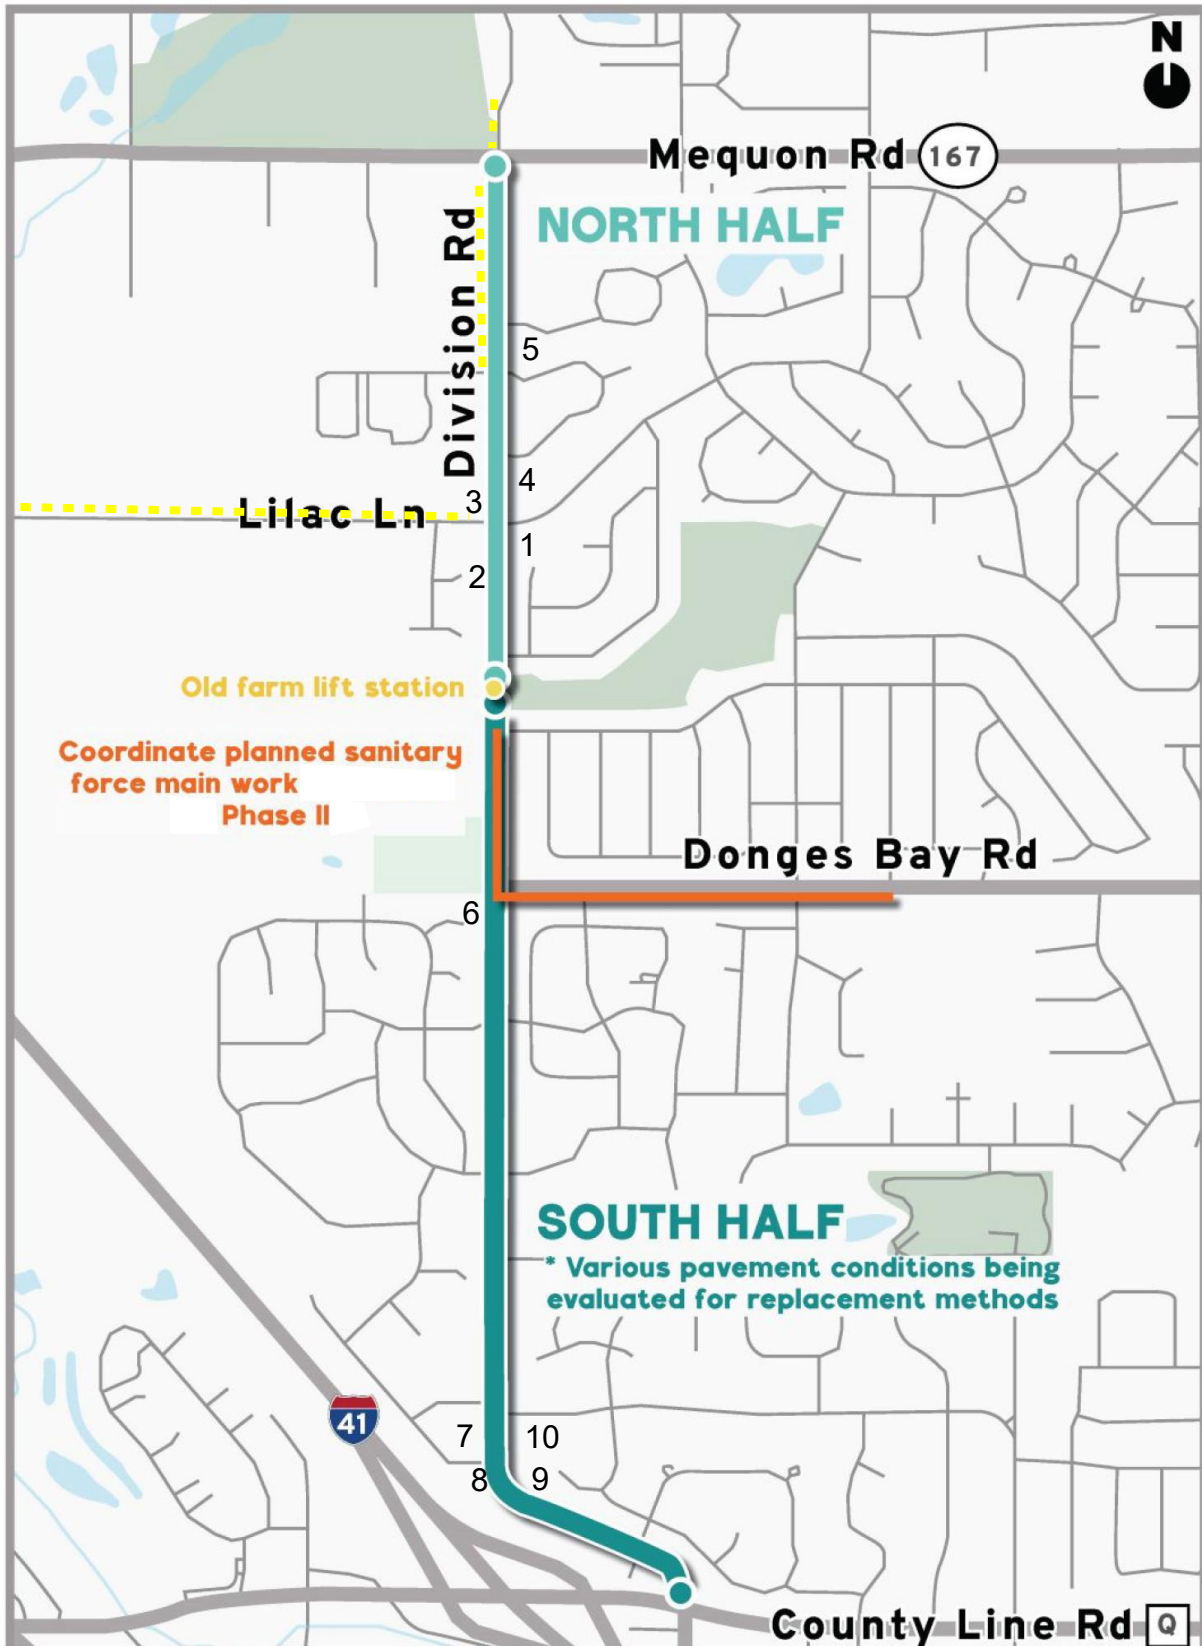 N
Mequon Rd 167
NORTH HALF
Division Rd
5
4
3
Lilac Ln
1
2
Old farm lift station
Coordinate planned sanitary
force main work
Phase II
Donges Bay Rd
6
SOUTH HALF
* Various pavement conditions being
evaluated for replacement methods
41
7
10
8
9
County Line Rd Q